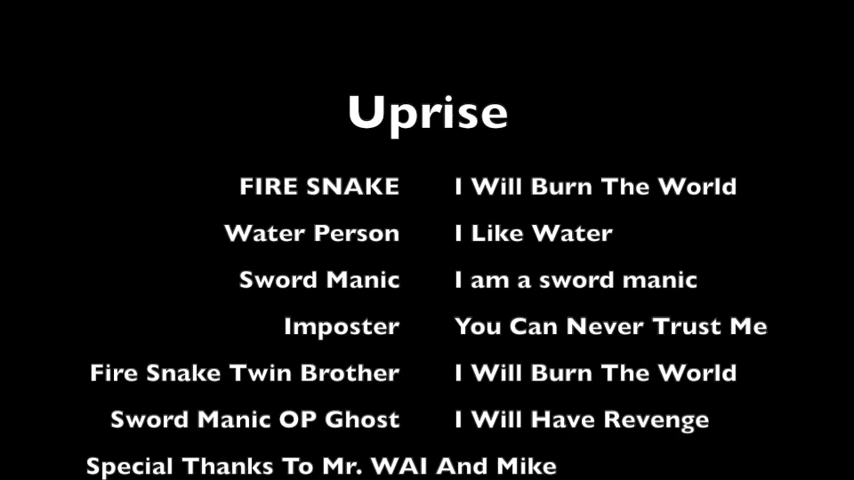 Uprise
FIRE SNAKE I Will Burn The World
Water Person I Like Water
Sword Manic I am a sword manic
Imposter You Can Never Trust Me
Fire Snake Twin Brother I Will Burn The World
Sword Manic OP Ghost I Will Have Revenge
Special Thanks To Mr. WAI And Mike